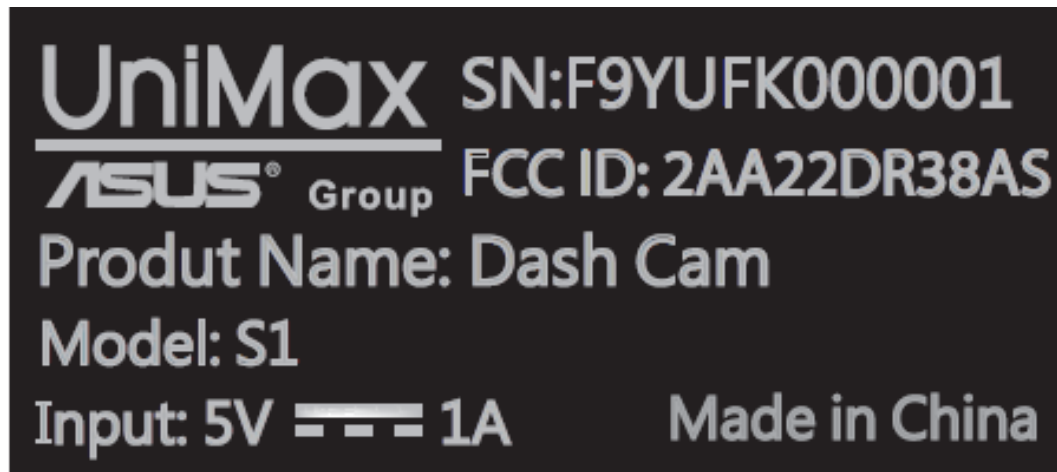 UniMax
ASUS® Group
SN:F9YUFK000001
FCC ID: 2AA22DR38AS
Produt Name: Dash Cam
Model: S1
Input: 5V ⎓ 1A
Made in China